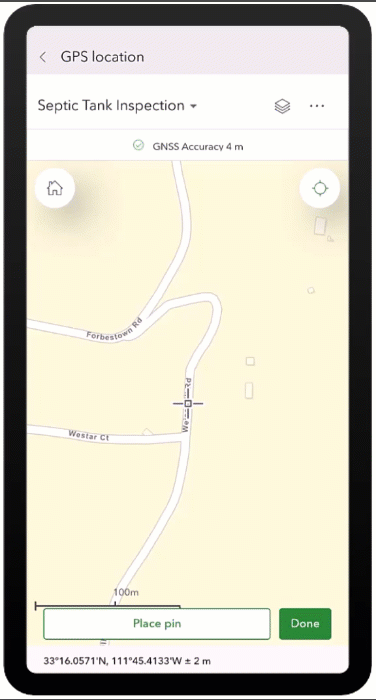 GPS location
Septic Tank Inspection
GNSS Accuracy 4 m
Forbestown Rd
Rd
Westar Ct
100m
Place pin
Done
33°16.0571'N, 111°45.4133'W ± 2 m